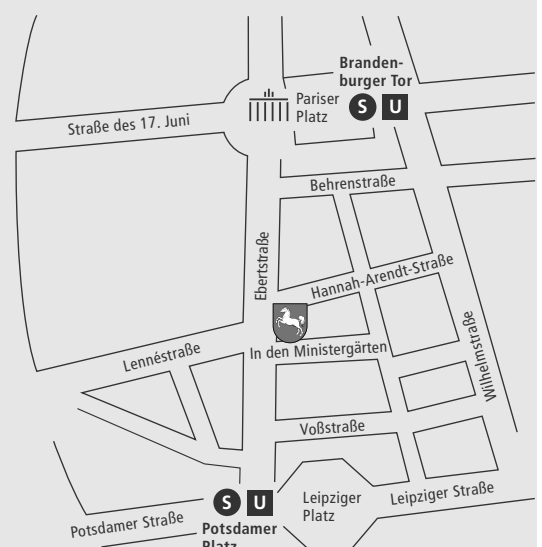 Branden-
burger Tor
Pariser
Platz
S U
Straße des 17. Juni
Behrenstraße
Ebertstraße
Hannah-Arendt-Straße
Wilhelmstraße
Lennéstraße
In den Ministergärten
Voßstraße
S U
Leipziger
Platz
Leipziger Straße
Potsdamer Straße
Potsdamer
Platz